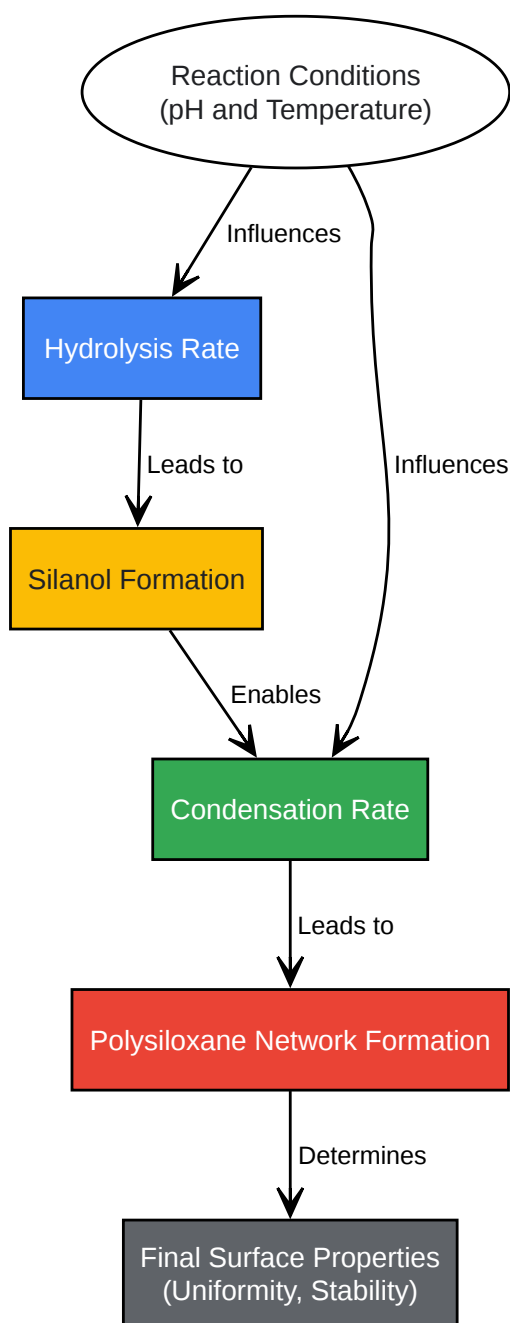 Reaction Conditions
(pH and Temperature)
Influences
Hydrolysis Rate
Leads to
Influences
Silanol Formation
Enables
Condensation Rate
Leads to
Polysiloxane Network Formation
Determines
Final Surface Properties
(Uniformity, Stability)